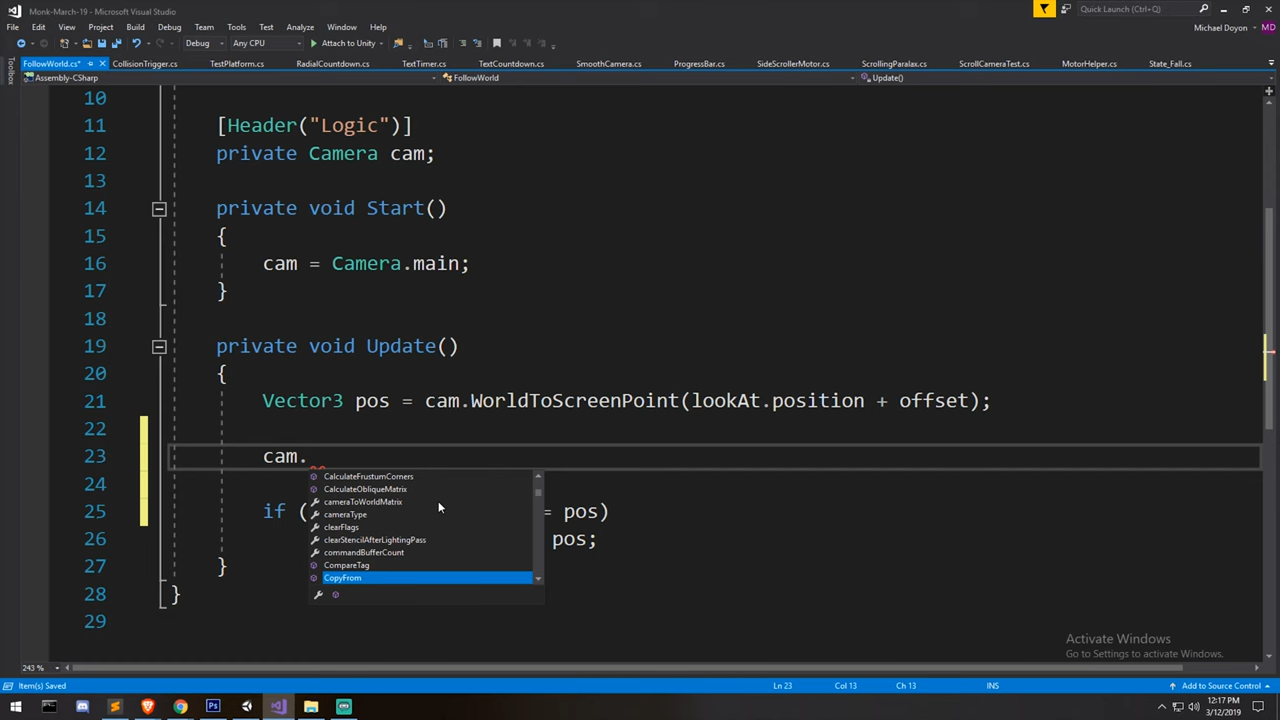 Monk-March-19 - Microsoft Visual Studio
Quick Launch (Ctrl+Q)
File Edit View Project Build Debug Team Tools Test Analyze Window Help
Michael Doyon MD
Debug Any CPU Attach to Unity
FollowWorld.cs* CollisionTrigger.cs TestPlatform.cs RadialCountdown.cs TextTimer.cs TextCountdown.cs SmoothCamera.cs ProgressBar.cs SideScrollerMotor.cs ScrollingParalax.cs ScrollCameraTest.cs MotorHelper.cs State_Fall.cs
Toolbox
Assembly-CSharp FollowWorld Update()
10
11 [Header("Logic")]
12 private Camera cam;
13
14 private void Start()
15 {
16 cam = Camera.main;
17 }
18
19 private void Update()
20 {
21 Vector3 pos = cam.WorldToScreenPoint(lookAt.position + offset);
22
23 cam.
24
25 if ( = pos)
26 pos;
27 }
28 }
29
CalculateFrustumCorners
CalculateObliqueMatrix
cameraToWorldMatrix
cameraType
clearFlags
clearStencilAfterLightingPass
commandBufferCount
CompareTag
CopyFrom
Activate Windows
Go to Settings to activate Windows.
243 %
Item(s) Saved Ln 23 Col 13 Ch 13 INS Add to Source Control
12:17 PM
3/12/2019